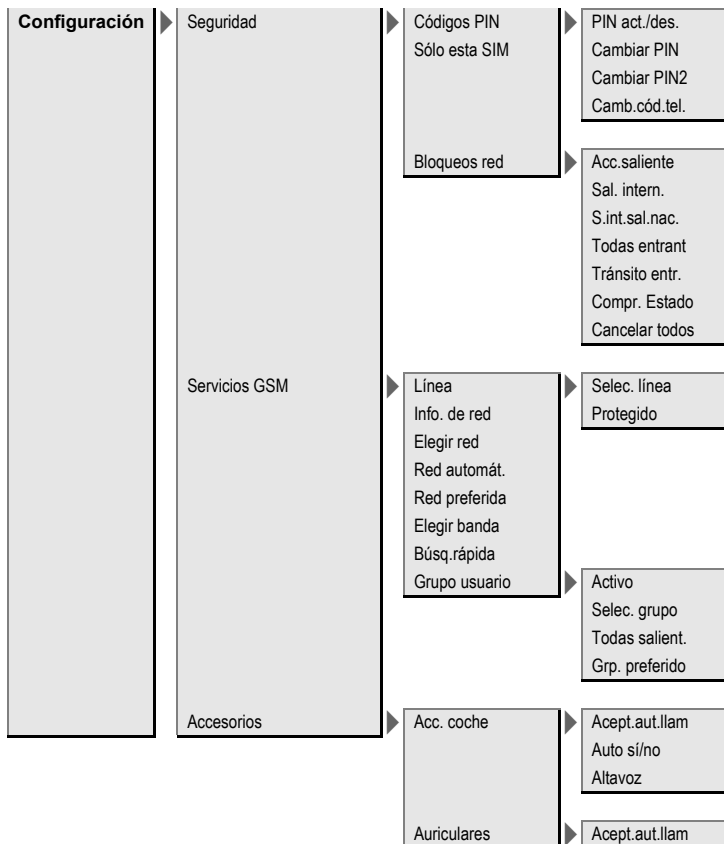 Configuración
Seguridad
Códigos PIN
PIN act./des.
Cambiar PIN
Cambiar PIN2
Camb.cód.tel.
Sólo esta SIM
Bloqueos red
Acc.saliente
Sal. intern.
S.int.sal.nac.
Todas entrant
Tránsito entr.
Compr. Estado
Cancelar todos
Servicios GSM
Línea
Selec. línea
Protegido
Info. de red
Elegir red
Red automát.
Red preferida
Elegir banda
Búsq.rápida
Grupo usuario
Activo
Selec. grupo
Todas salient.
Grp. preferido
Accesorios
Acc. coche
Acept.aut.llam
Auto sí/no
Altavoz
Auriculares
Acept.aut.llam